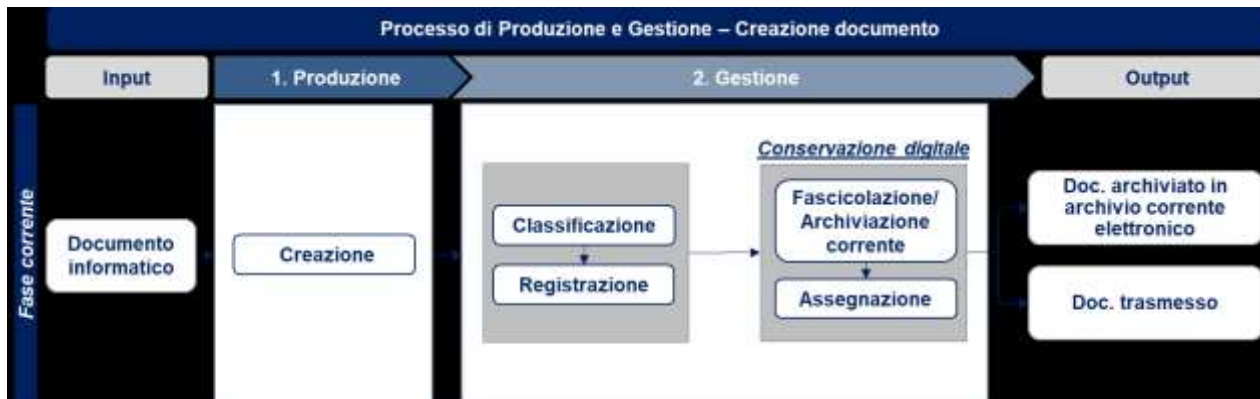 Processo di Produzione e Gestione – Creazione documento
Input
1. Produzione
2. Gestione
Output
Fase corrente
Documento
informatico
Creazione
Classificazione
Registrazione
Conservazione digitale
Fascicolazione/
Archiviazione
corrente
Assegnazione
Doc. archiviato in
archivio corrente
elettronico
Doc. trasmesso